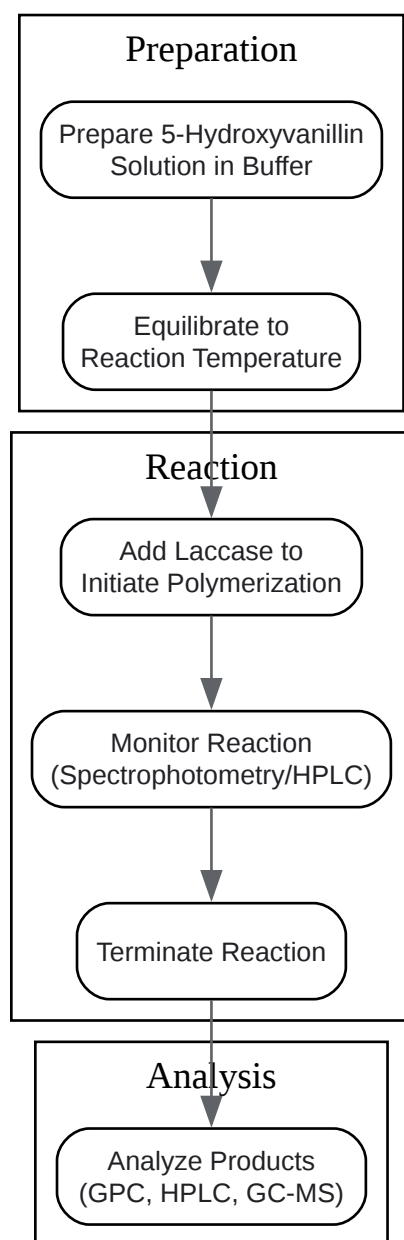 Preparation
Prepare 5-Hydroxyvanillin
Solution in Buffer
Equilibrate to
Reaction Temperature
Reaction
Add Laccase to
Initiate Polymerization
Monitor Reaction
(Spectrophotometry/HPLC)
Terminate Reaction
Analysis
Analyze Products
(GPC, HPLC, GC-MS)